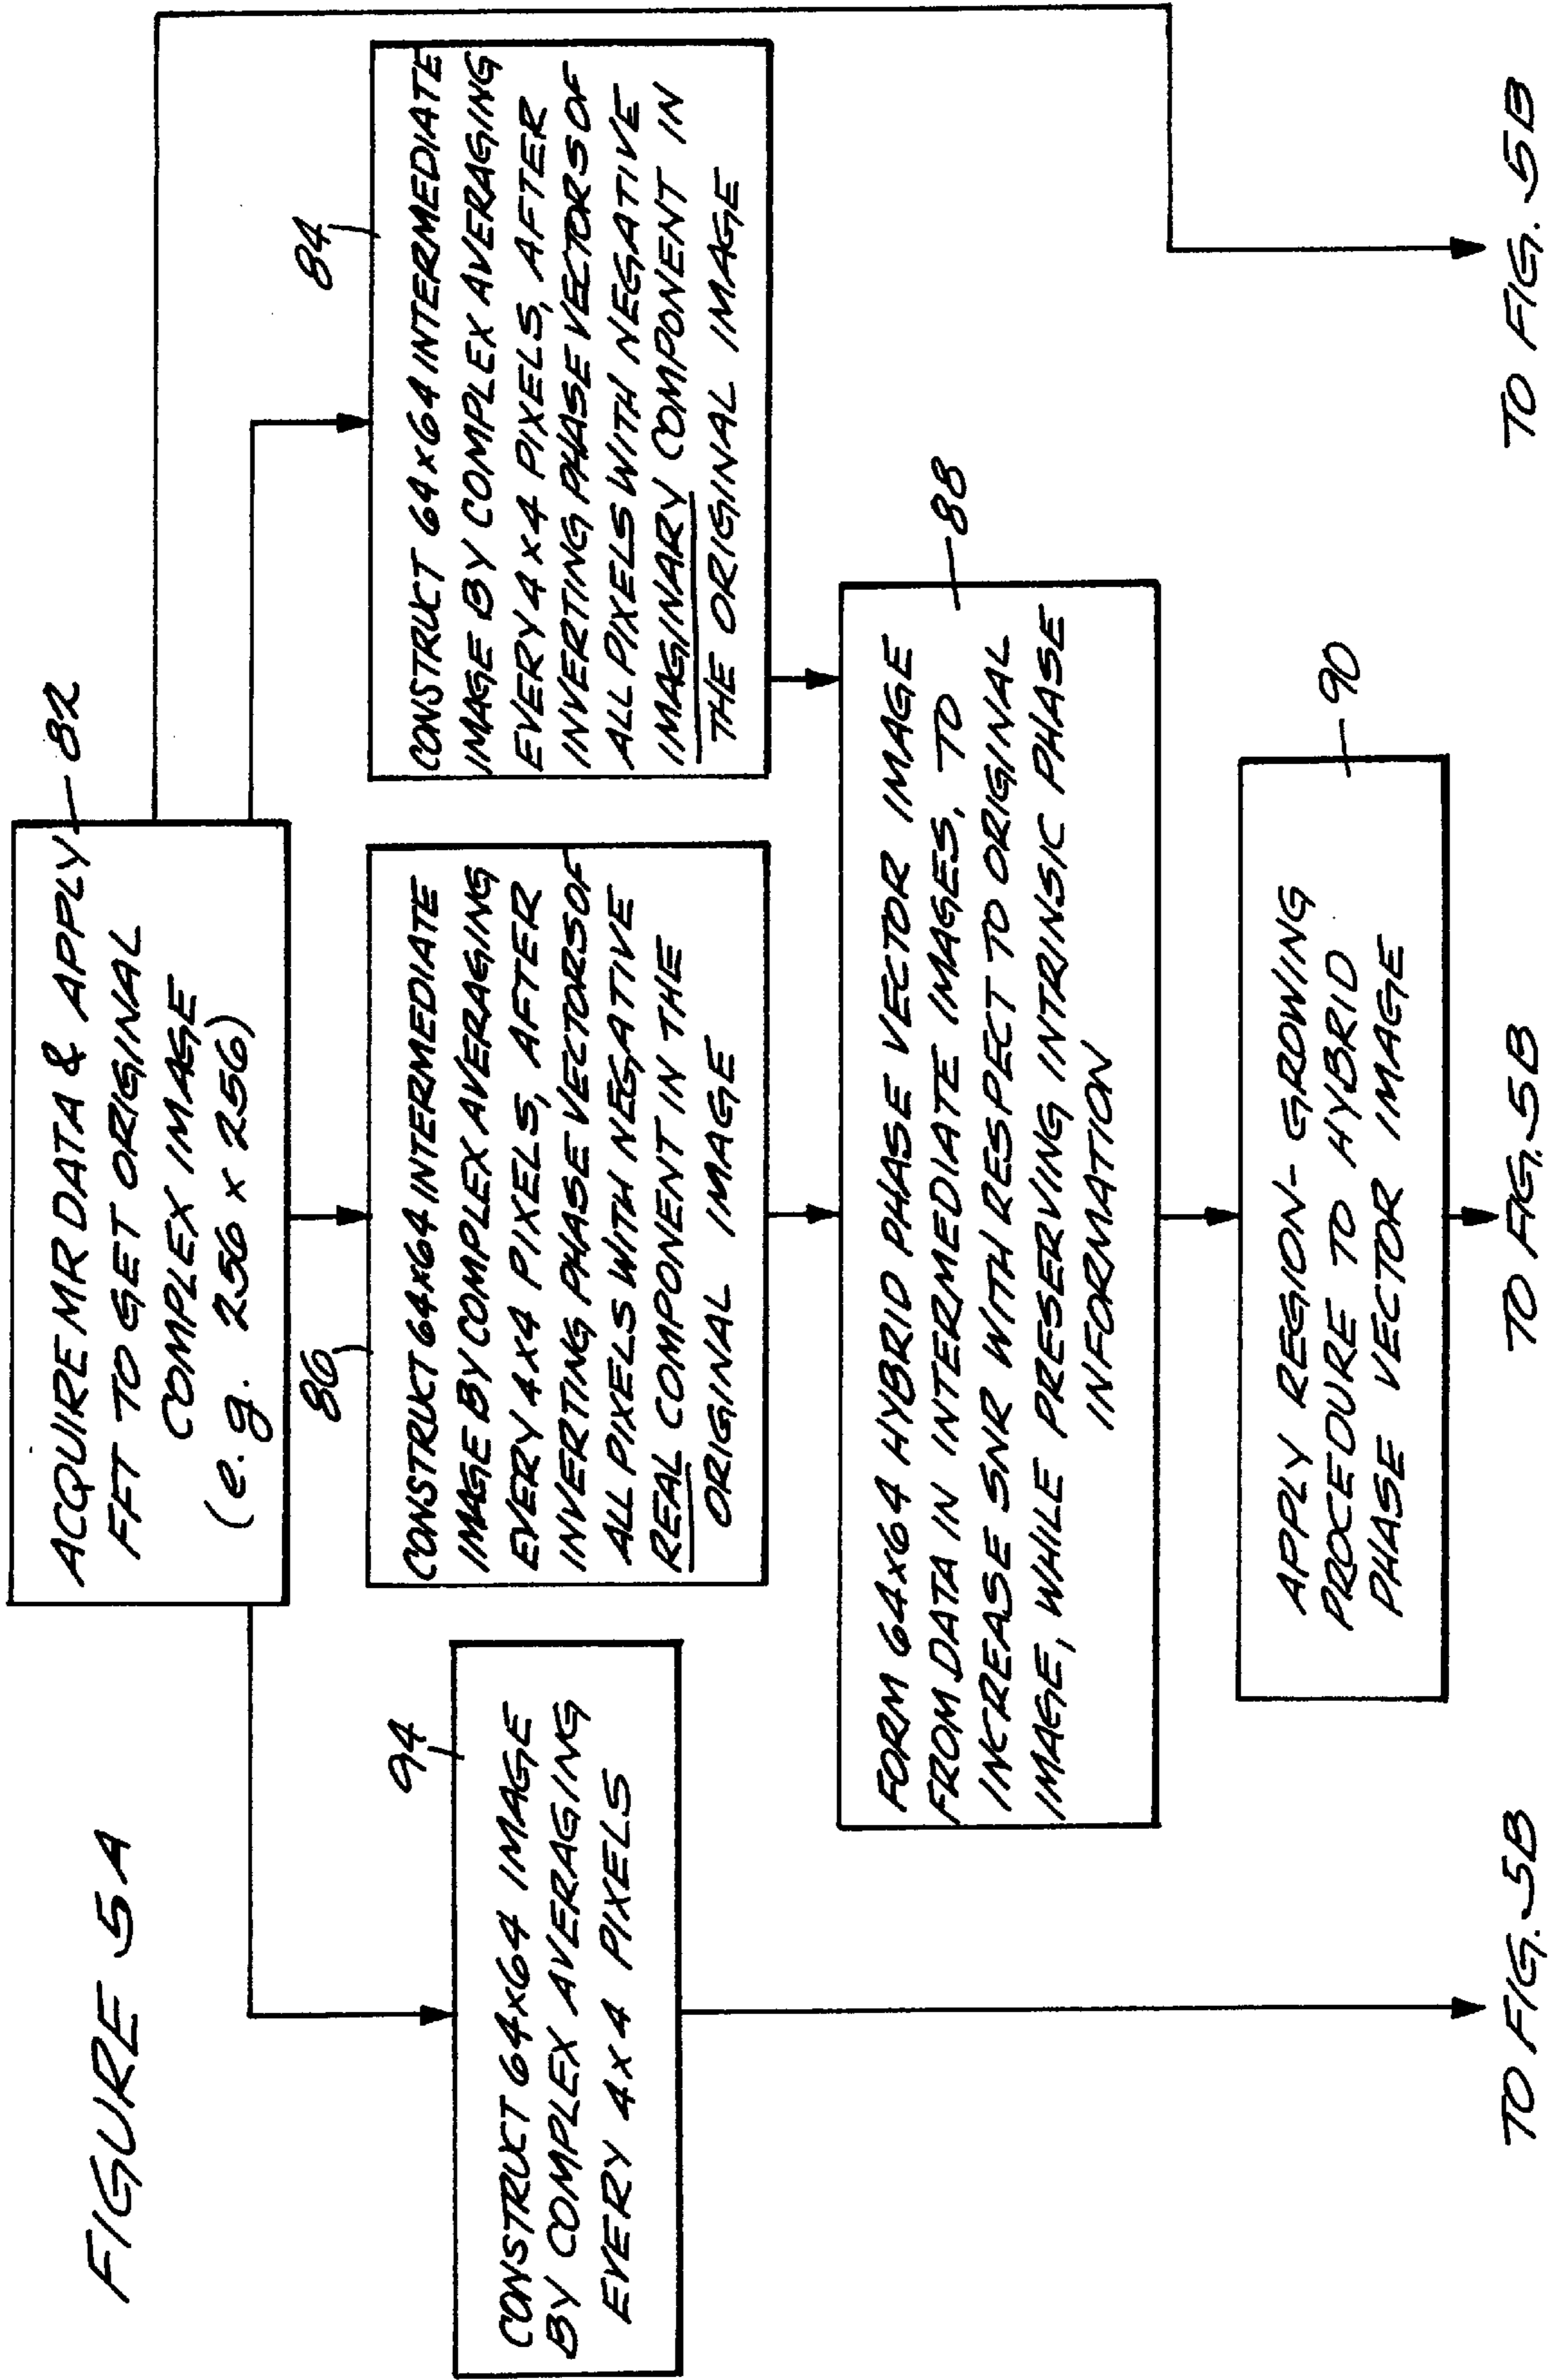 FIGURE 5A
ACQUIRE MR DATA & APPLY
FFT TO GET ORIGINAL
COMPLEX IMAGE
(e.g. 256 x 256)
82
94
CONSTRUCT 64x64 IMAGE
BY COMPLEX AVERAGING
EVERY 4x4 PIXELS
86
CONSTRUCT 64x64 INTERMEDIATE
IMAGE BY COMPLEX AVERAGING
EVERY 4x4 PIXELS, AFTER
INVERTING PHASE VECTORS OF
ALL PIXELS WITH NEGATIVE
REAL COMPONENT IN THE
ORIGINAL IMAGE
84
CONSTRUCT 64x64 INTERMEDIATE
IMAGE BY COMPLEX AVERAGING
EVERY 4x4 PIXELS, AFTER
INVERTING PHASE VECTORS OF
ALL PIXELS WITH NEGATIVE
IMAGINARY COMPONENT IN
THE ORIGINAL IMAGE
FORM 64x64 HYBRID PHASE VECTOR IMAGE
FROM DATA IN INTERMEDIATE IMAGES, TO
INCREASE SNR WITH RESPECT TO ORIGINAL
IMAGE, WHILE PRESERVING INTRINSIC PHASE
INFORMATION
88
APPLY REGION-GROWING
PROCEDURE TO HYBRID
PHASE VECTOR IMAGE
90
TO FIG. 5B
TO FIG. 5B
TO FIG. 5B